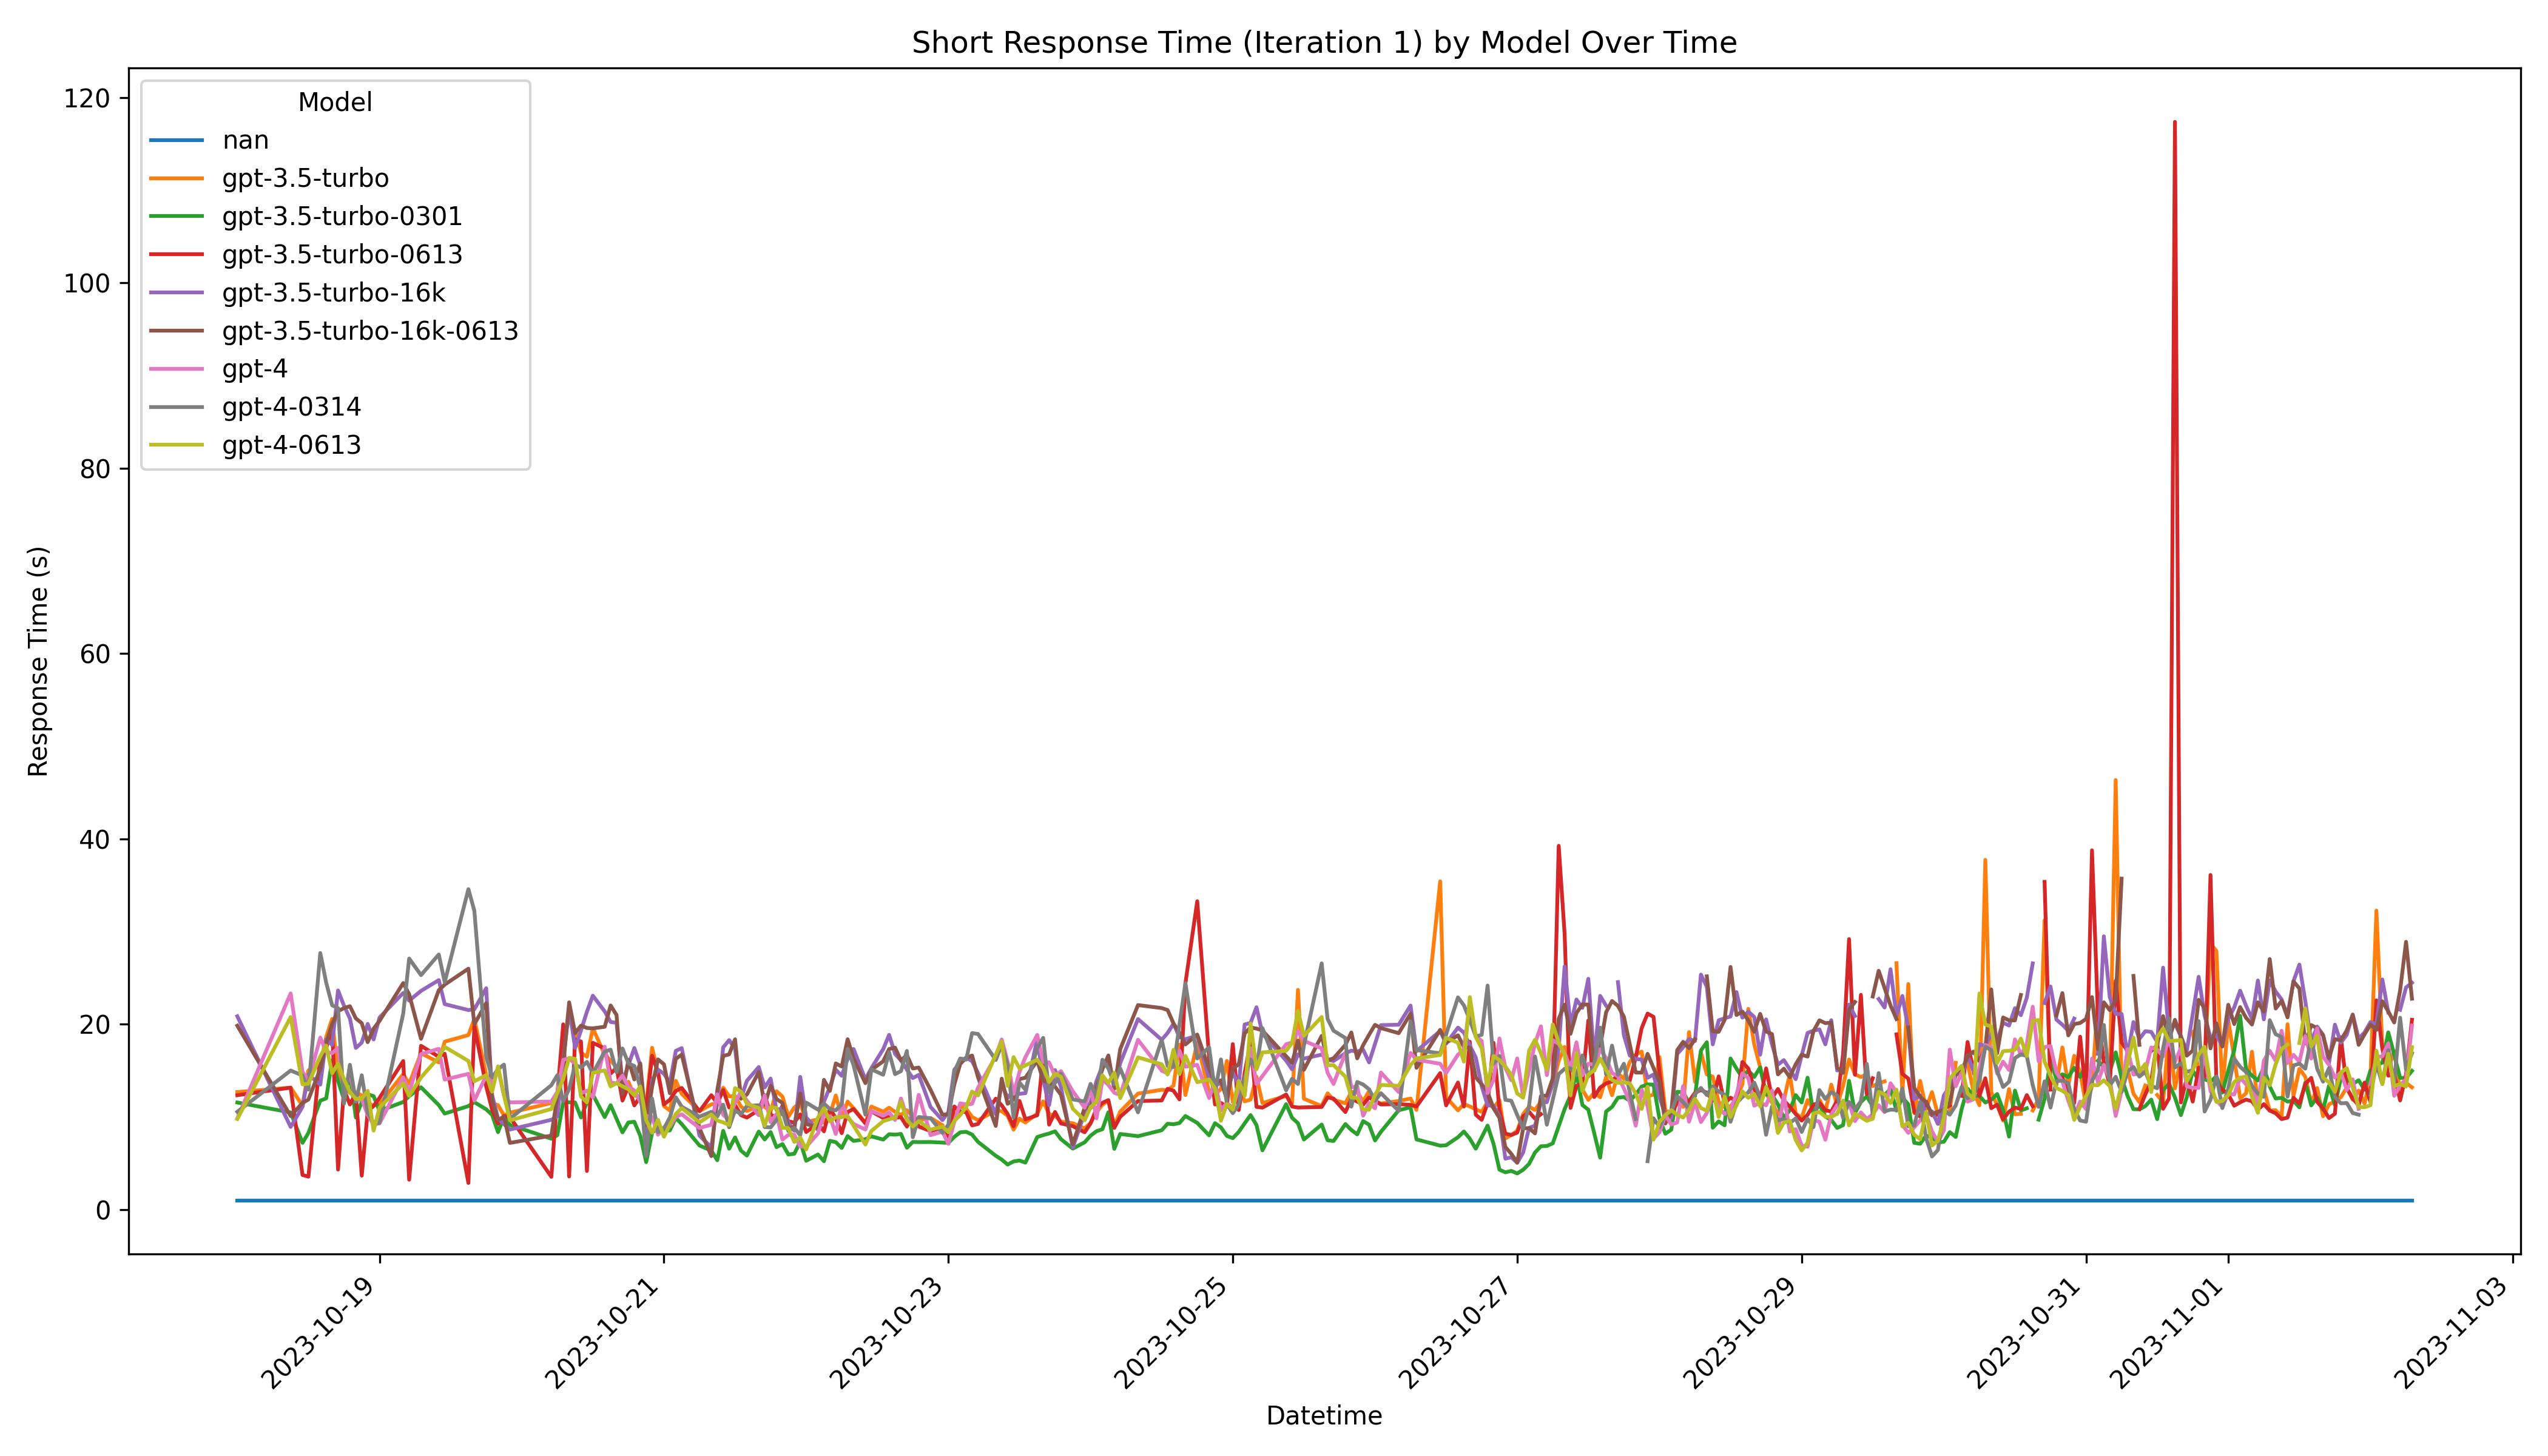 Short Response Time (Iteration 1) by Model Over Time
120
100
80
60
40
20
0
Response Time (s)
Model
nan
gpt-3.5-turbo
gpt-3.5-turbo-0301
gpt-3.5-turbo-0613
gpt-3.5-turbo-16k
gpt-3.5-turbo-16k-0613
gpt-4
gpt-4-0314
gpt-4-0613
2023-10-19
2023-10-21
2023-10-23
2023-10-25
2023-10-27
2023-10-29
2023-10-31
2023-11-01
2023-11-03
Datetime